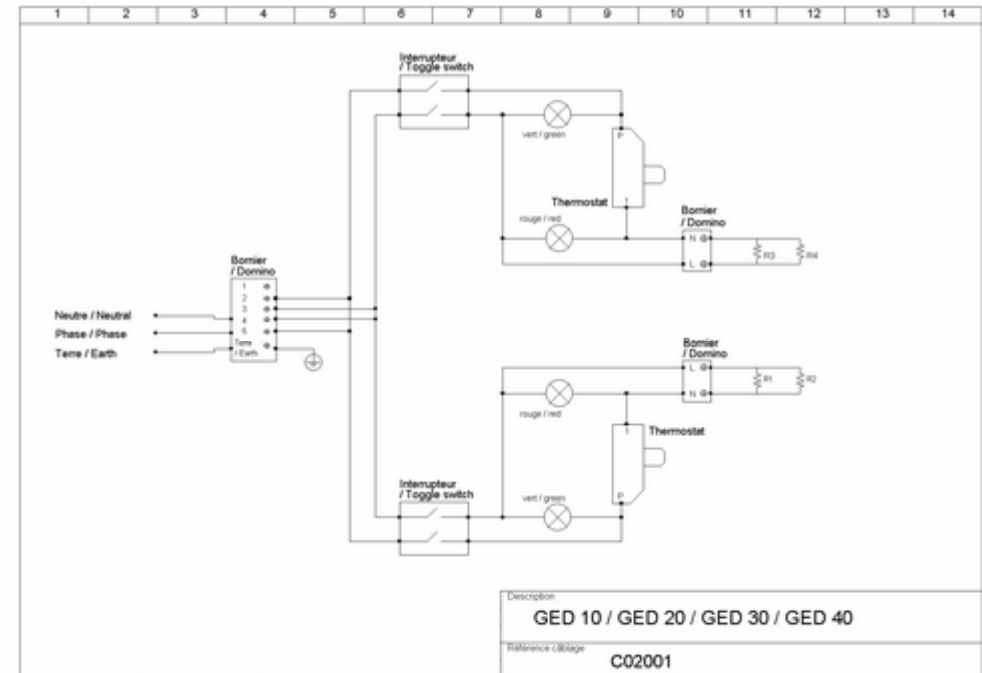 1 2 3 4 5 6 7 8 9 10 11 12 13 14
Interrupteur
/ Toggle switch
vert / green
P
1
Thermostat
rouge / red
Bornier
/ Domino
N
L
R3
R4
Bornier
/ Domino
1
2
3
4
5
Terre
/ Earth
Neutre / Neutral
Phase / Phase
Terre / Earth
Bornier
/ Domino
L
N
R1
R2
rouge / red
1
Thermostat
P
Interrupteur
/ Toggle switch
vert / green
Description
GED 10 / GED 20 / GED 30 / GED 40
Référence câblage
C02001